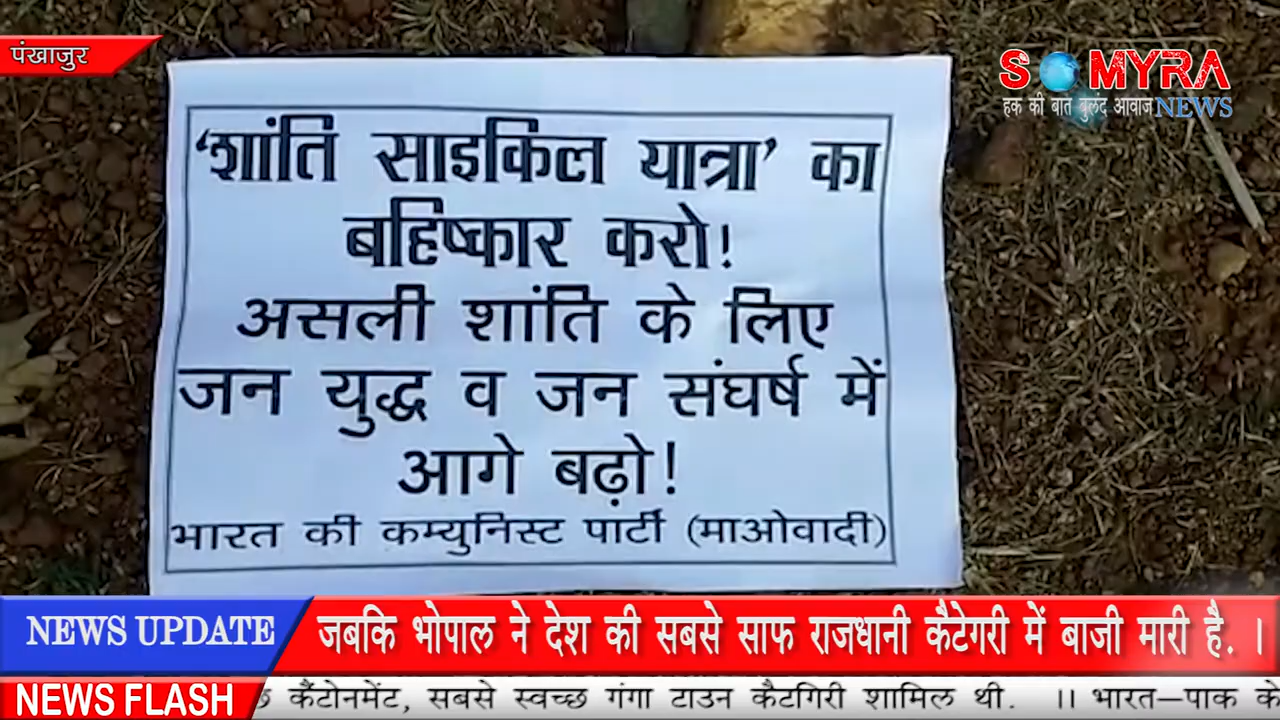 पंखाजुर
SOMYRA
हक की बात बुलंद आवाज NEWS
‘शांति साइकिल यात्रा’ का
बहिष्कार करो!
असली शांति के लिए
जन युद्ध व जन संघर्ष में
आगे बढ़ो!
भारत की कम्युनिस्ट पार्टी (माओवादी)
NEWS UPDATE
जबकि भोपाल ने देश की सबसे साफ राजधानी कैटेगरी में बाजी मारी है. ।
NEWS FLASH
कैंटोनमेंट, सबसे स्वच्छ गंगा टाउन कैटगिरी शामिल थी. ।। भारत–पाक के